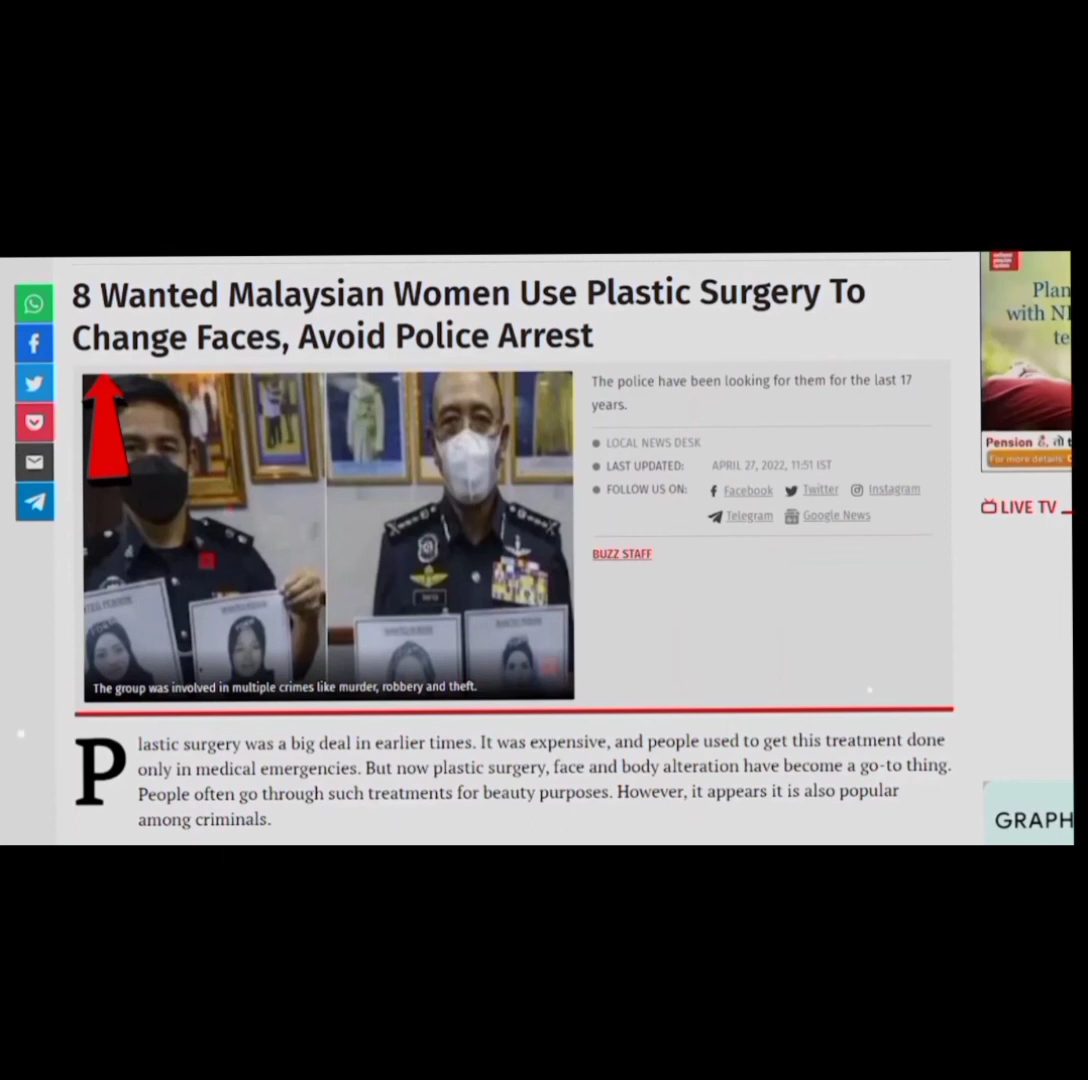 8 Wanted Malaysian Women Use Plastic Surgery To
Change Faces, Avoid Police Arrest
The police have been looking for them for the last 17
years.
LOCAL NEWS DESK
LAST UPDATED: APRIL 27, 2022, 11:51 IST
FOLLOW US ON: Facebook Twitter Instagram
Telegram Google News
BUZZ STAFF
The group was involved in multiple crimes like murder, robbery and theft.
Plastic surgery was a big deal in earlier times. It was expensive, and people used to get this treatment done
only in medical emergencies. But now plastic surgery, face and body alteration have become a go-to thing.
People often go through such treatments for beauty purposes. However, it appears it is also popular
among criminals.
Plan
with N
te
Pension है, तो
For more details
LIVE TV
GRAPH